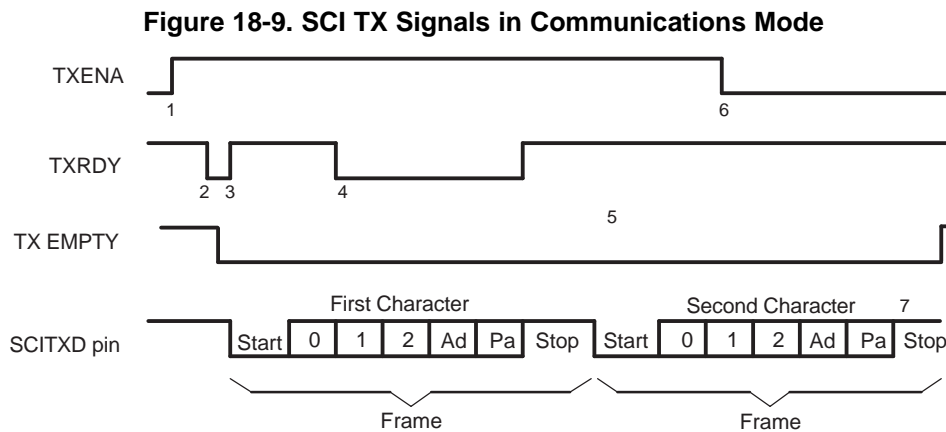 Figure 18-9. SCI TX Signals in Communications Mode
TXENA
1 6
TXRDY
2 3 4
5
TX EMPTY
First Character Second Character 7
SCITXD pin Start 0 1 2 Ad Pa Stop Start 0 1 2 Ad Pa Stop
Frame Frame